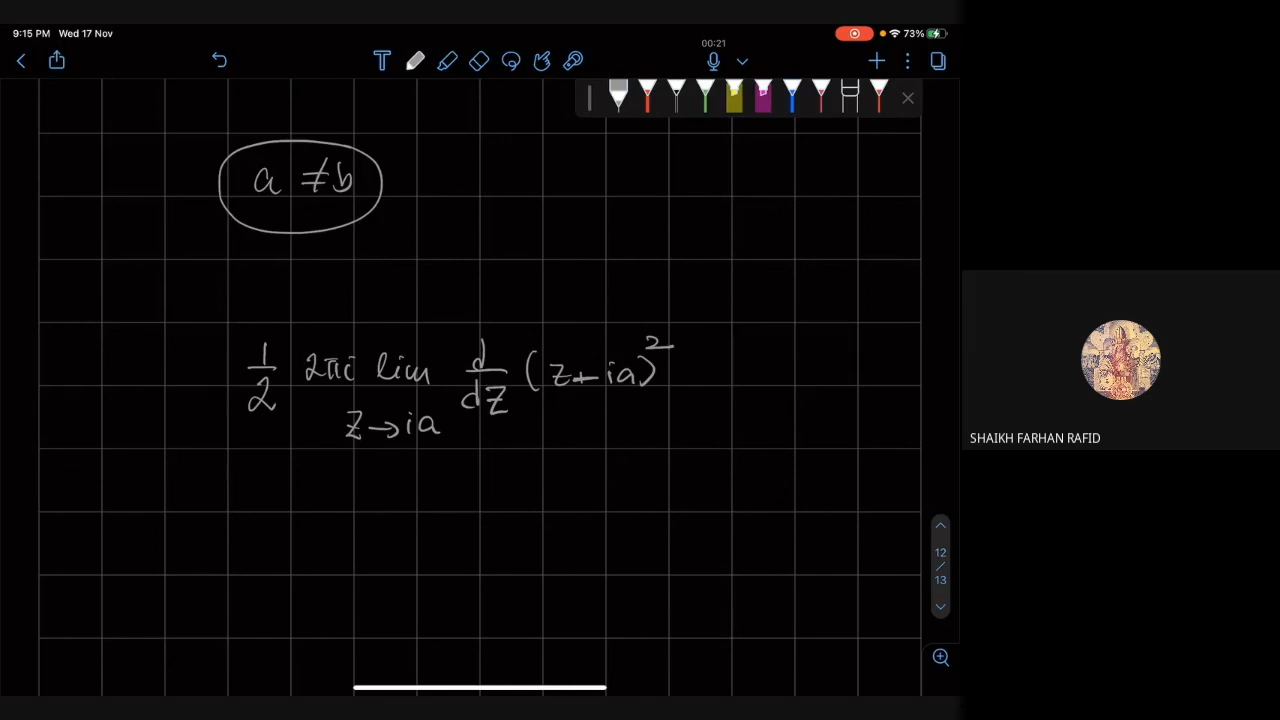 9:15 PM Wed 17 Nov
73%
00:21
T
a ≠ b
1/2 2πi lim z→ia d/dz (z-ia)²
12
/
13
SHAIKH FARHAN RAFID